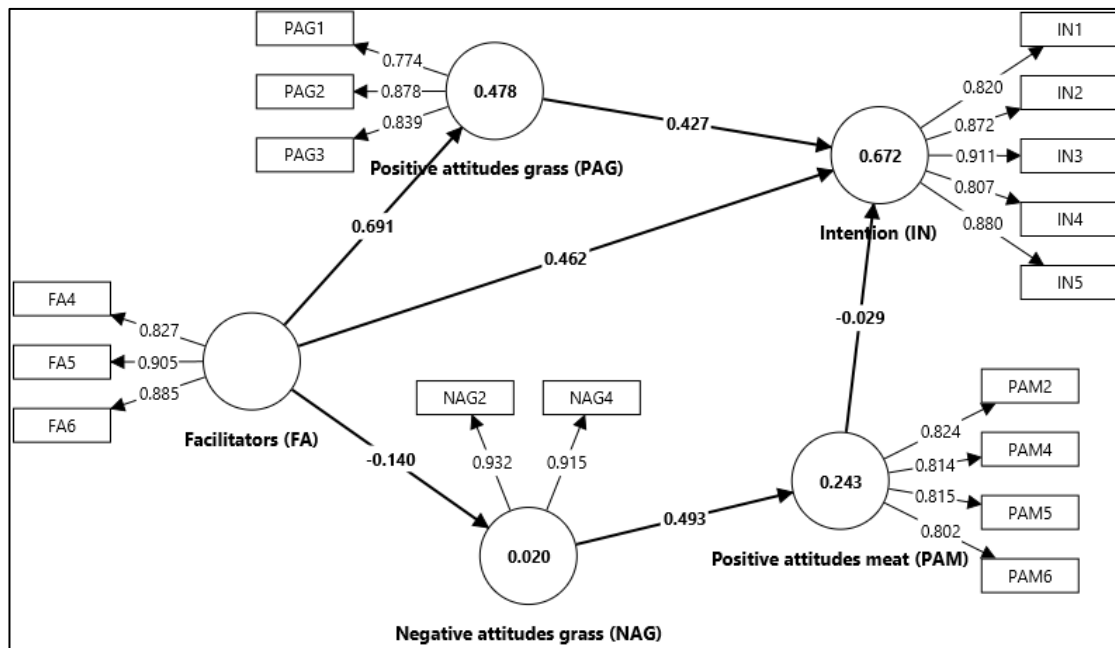 PAG1
0.774
PAG2
0.878
PAG3
0.839
0.478
Positive attitudes grass (PAG)
0.427
0.691
0.462
IN1
0.820
IN2
0.872
0.672
0.911
IN3
0.807
IN4
0.880
IN5
Intention (IN)
-0.029
FA4
0.827
FA5
0.905
FA6
0.885
Facilitators (FA)
-0.140
NAG2
NAG4
0.932
0.915
0.020
Negative attitudes grass (NAG)
0.493
0.243
Positive attitudes meat (PAM)
PAM2
0.824
PAM4
0.814
PAM5
0.815
PAM6
0.802